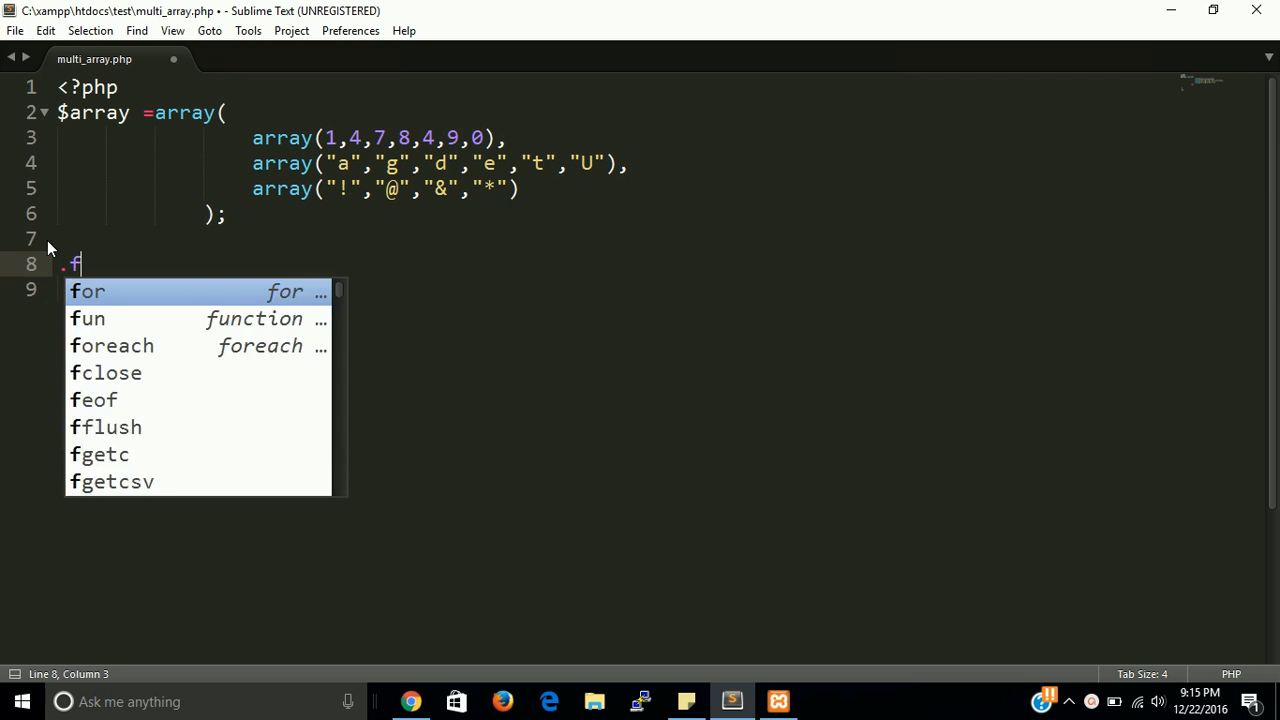 C:\xampp\htdocs\test\multi_array.php • - Sublime Text (UNREGISTERED)
File Edit Selection Find View Goto Tools Project Preferences Help
multi_array.php
1 <?php
2 $array =array(
3 array(1,4,7,8,4,9,0),
4 array("a","g","d","e","t","U"),
5 array("!","@","&","*")
6 );
7
8 .f
9
for for …
fun function …
foreach foreach …
fclose
feof
fflush
fgetc
fgetcsv
Line 8, Column 3 Tab Size: 4 PHP
Ask me anything
9:15 PM
12/22/2016